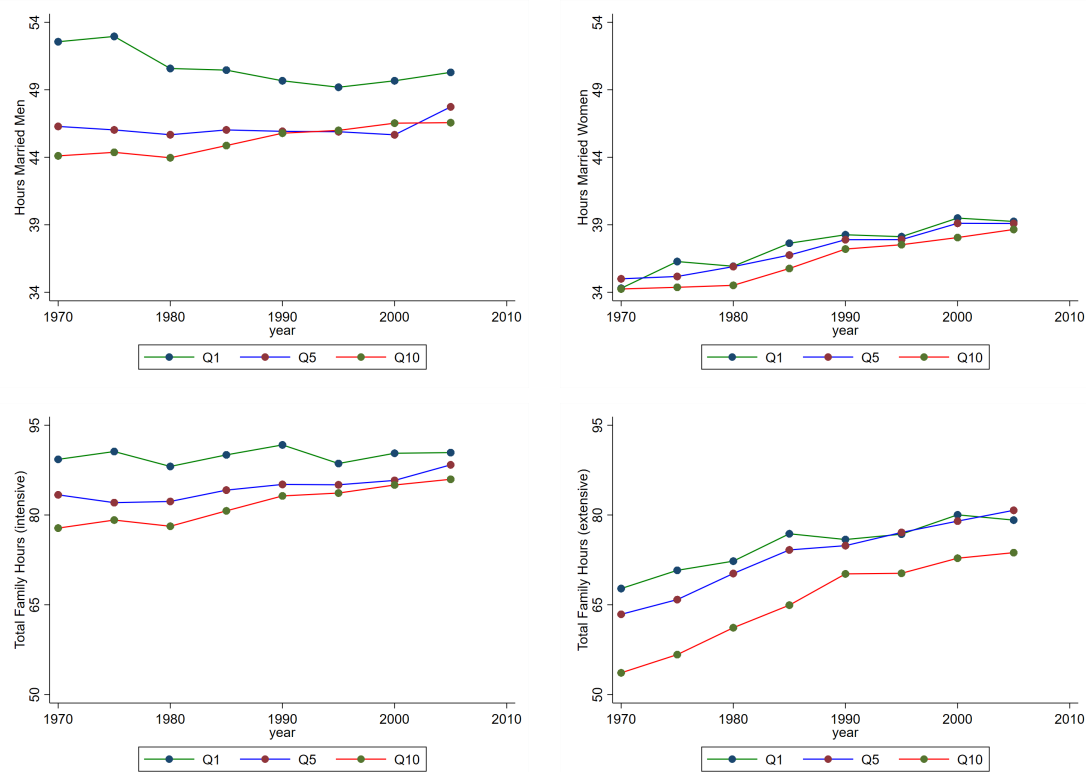 Hours Married Men
54
49
44
39
34
1970 1980 1990 2000 2010
year
Q1 Q5 Q10
Hours Married Women
54
49
44
39
34
1970 1980 1990 2000 2010
year
Q1 Q5 Q10
Total Family Hours (intensive)
95
80
65
50
1970 1980 1990 2000 2010
year
Q1 Q5 Q10
Total Family Hours (extensive)
95
80
65
50
1970 1980 1990 2000 2010
year
Q1 Q5 Q10